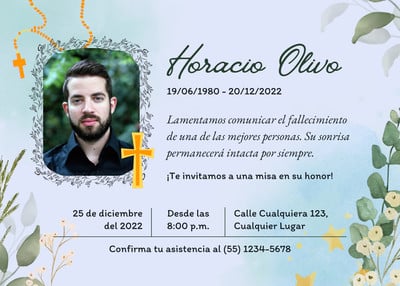 Horacio Olivo
19/06/1980 - 20/12/2022
Lamentamos comunicar el fallecimiento
de una de las mejores personas. Su sonrisa
permanecerá intacta por siempre.
¡Te invitamos a una misa en su honor!
25 de diciembre
del 2022
Desde las
8:00 p.m.
Calle Cualquiera 123,
Cualquier Lugar
Confirma tu asistencia al (55) 1234-5678